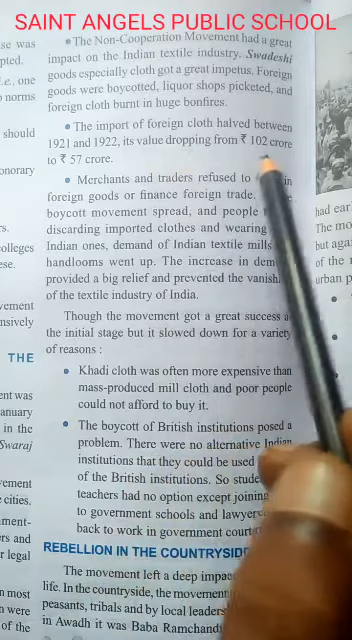 SAINT ANGELS PUBLIC SCHOOL
• The Non-Cooperation Movement had a great
impact on the Indian textile industry. Swadeshi
goods especially cloth got a great impetus. Foreign
goods were boycotted, liquor shops picketed, and
foreign cloth burnt in huge bonfires.
• The import of foreign cloth halved between
1921 and 1922, its value dropping from ₹ 102 crore
to ₹ 57 crore.
• Merchants and traders refused to in
foreign goods or finance foreign trade.
boycott movement spread, and people
discarding imported clothes and wearing
Indian ones, demand of Indian textile mills
handlooms went up. The increase in dem
provided a big relief and prevented the vanish
of the textile industry of India.
Though the movement got a great success a
the initial stage but it slowed down for a variety
of reasons :
• Khadi cloth was often more expensive than
mass-produced mill cloth and poor people
could not afford to buy it.
• The boycott of British institutions posed a
problem. There were no alternative Indian
institutions that they could be used
of the British institutions. So stude
teachers had no option except joining
to government schools and lawyer
back to work in government court
REBELLION IN THE COUNTRYSID
The movement left a deep impac
life. In the countryside, the movement
peasants, tribals and by local leaders
in Awadh it was Baba Ramchand
se was
pted.
i.e., one
norms
should
onary
rs.
olleges
ese.
vement
nsively
THE
ent was
anuary
in the
Swaraj
vement
cities,
ment-
rs and
r legal
n most
n were
of the
had ear
The mo
but aga
of the
urban p